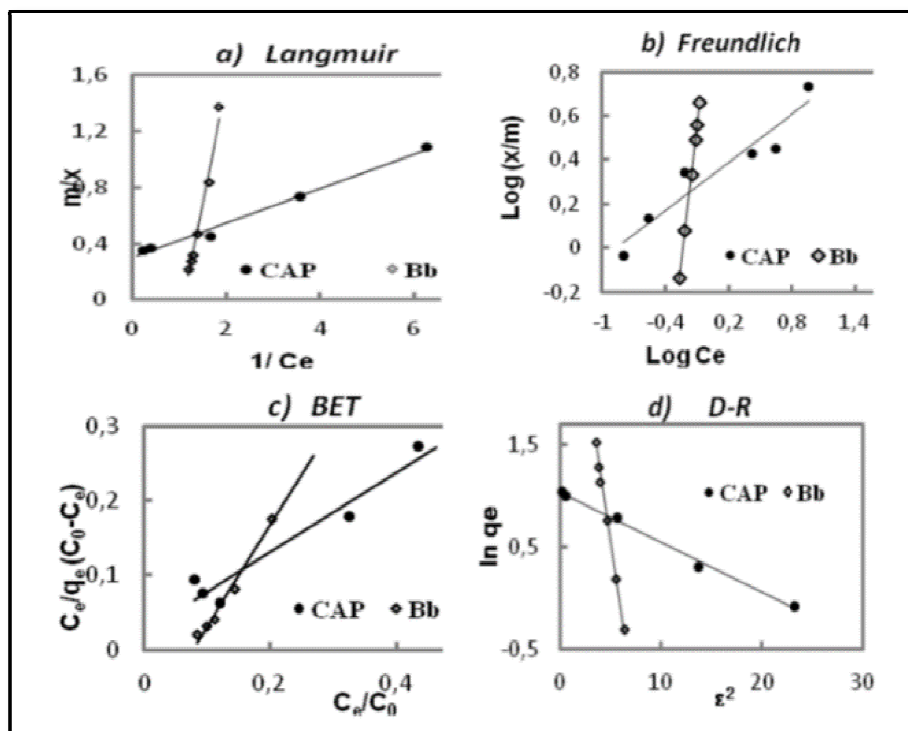 a) Langmuir
1,6
1,2
0,8
0,4
0
m/x
CAP
Bb
0 2 4 6
1/ Ce
b) Freundlich
0,8
0,6
0,4
0,2
0
-0,2
Log (x/m)
CAP
Bb
-1 -0,4 0,2 0,8 1,4
Log Ce
c) BET
0,3
0,2
0,1
0
Ce/qe (C0-Ce)
CAP
Bb
0 0,2 0,4
Ce/C0
d) D-R
1,5
0,5
-0,5
ln qe
CAP
Bb
0 10 20 30
ε²